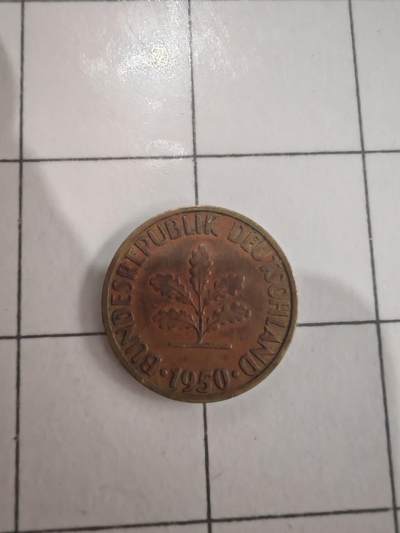 BUNDESREPUBLIK DEUTSCHLAND
· 1950 ·